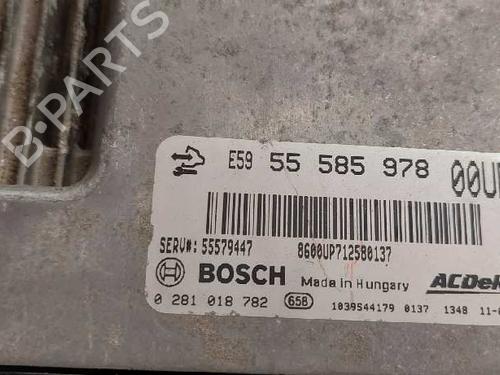 B-PARTS
E59 55 585 978
SERV#: 55579447 8600UP712580137
BOSCH Made in Hungary
0 281 018 782 65B 1039S44179 0137 1348